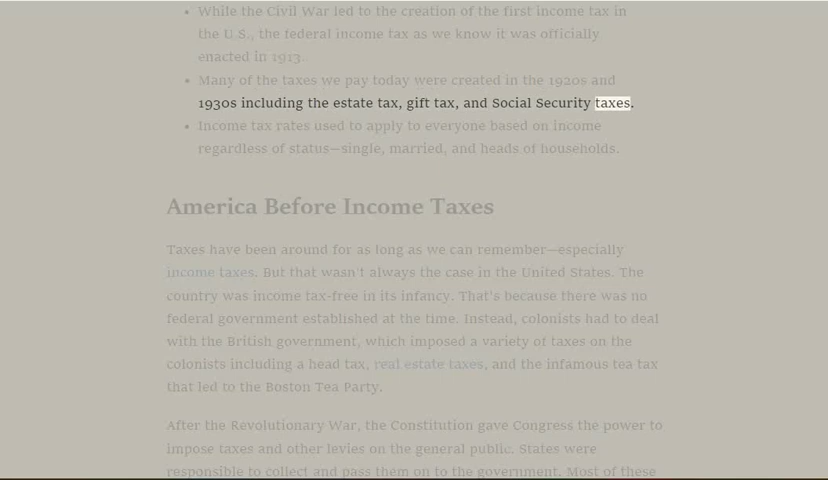 • While the Civil War led to the creation of the first income tax in
the U.S., the federal income tax as we know it was officially
enacted in 1913.
• Many of the taxes we pay today were created in the 1920s and
1930s including the estate tax, gift tax, and Social Security taxes.
• Income tax rates used to apply to everyone based on income
regardless of status—single, married, and heads of households.
America Before Income Taxes
Taxes have been around for as long as we can remember—especially
income taxes. But that wasn't always the case in the United States. The
country was income tax-free in its infancy. That's because there was no
federal government established at the time. Instead, colonists had to deal
with the British government, which imposed a variety of taxes on the
colonists including a head tax, real estate taxes, and the infamous tea tax
that led to the Boston Tea Party.
After the Revolutionary War, the Constitution gave Congress the power to
impose taxes and other levies on the general public. States were
responsible to collect and pass them on to the government. Most of these